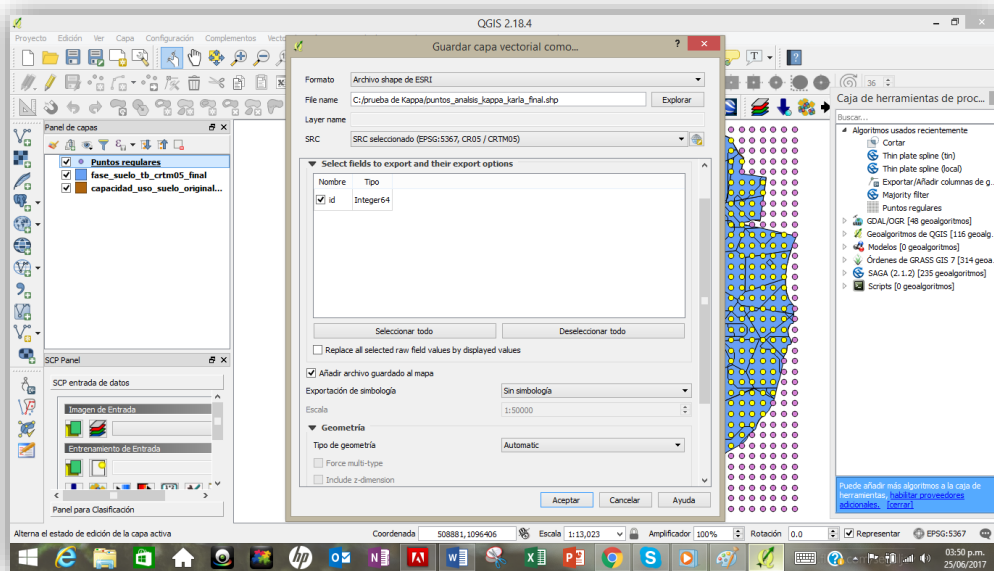 QGIS 2.18.4
Proyecto Edición Ver Capa Configuración Complementos
Guardar capa vectorial como...
?
Formato Archivo shape de ESRI
File name C:/prueba de Kappa/puntos_analsis_kappa_karla_final.shp Explorar
Layer name
SRC SRC seleccionado (EPSG:5367, CR05 / CRTM05)
Select fields to export and their export options
Nombre Tipo
id Integer64
Seleccionar todo Deseleccionar todo
Replace all selected raw field values by displayed values
Añadir archivo guardado al mapa
Exportación de simbología Sin simbología
Escala 1:50000
Geometría
Tipo de geometría Automatic
Force multi-type
Include z-dimension
Aceptar Cancelar Ayuda
Panel de capas
Puntos regulares
fase_suelo_tb_crtm05_final
capacidad_uso_suelo_original...
SCP Panel
SCP entrada de datos
Imagen de Entrada
Entrenamiento de Entrada
Panel para Clasificación
36
Caja de herramientas de proc...
Buscar...
Algoritmos usados recientemente
Cortar
Thin plate spline (tin)
Thin plate spline (local)
Exportar/Añadir columnas de g...
Majority filter
Puntos regulares
GDAL/OGR [48 geoalgoritmos]
Geoalgoritmos de QGIS [116 geoalg...
Modelos [0 geoalgoritmos]
Órdenes de GRASS GIS 7 [314 geoa...
SAGA (2.1.2) [235 geoalgoritmos]
Scripts [0 geoalgoritmos]
Puede añadir más algoritmos a la caja de
herramientas, habilitar proveedores
adicionales. [cerrar]
Alterna el estado de edición de la capa activa Coordenada 508881,1096406 Escala 1:13,023 Amplificador 100% Rotación 0.0 Representar EPSG:5367
03:50 p.m.
25/06/2017